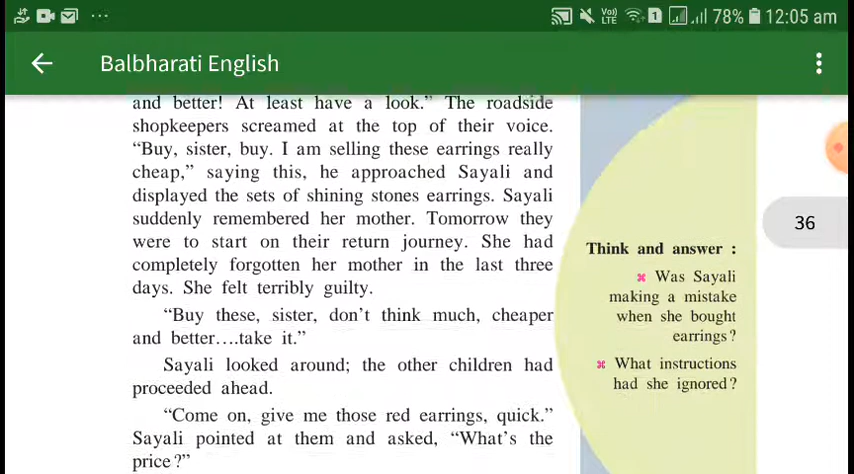 Vo))
LTE
1
78%
12:05 am
Balbharati English
and better! At least have a look.” The roadside
shopkeepers screamed at the top of their voice.
“Buy, sister, buy. I am selling these earrings really
cheap,” saying this, he approached Sayali and
displayed the sets of shining stones earrings. Sayali
suddenly remembered her mother. Tomorrow they
were to start on their return journey. She had
completely forgotten her mother in the last three
days. She felt terribly guilty.
“Buy these, sister, don’t think much, cheaper
and better....take it.”
Sayali looked around; the other children had
proceeded ahead.
“Come on, give me those red earrings, quick.”
Sayali pointed at them and asked, “What’s the
price?”
36
Think and answer :
Was Sayali
making a mistake
when she bought
earrings?
What instructions
had she ignored?